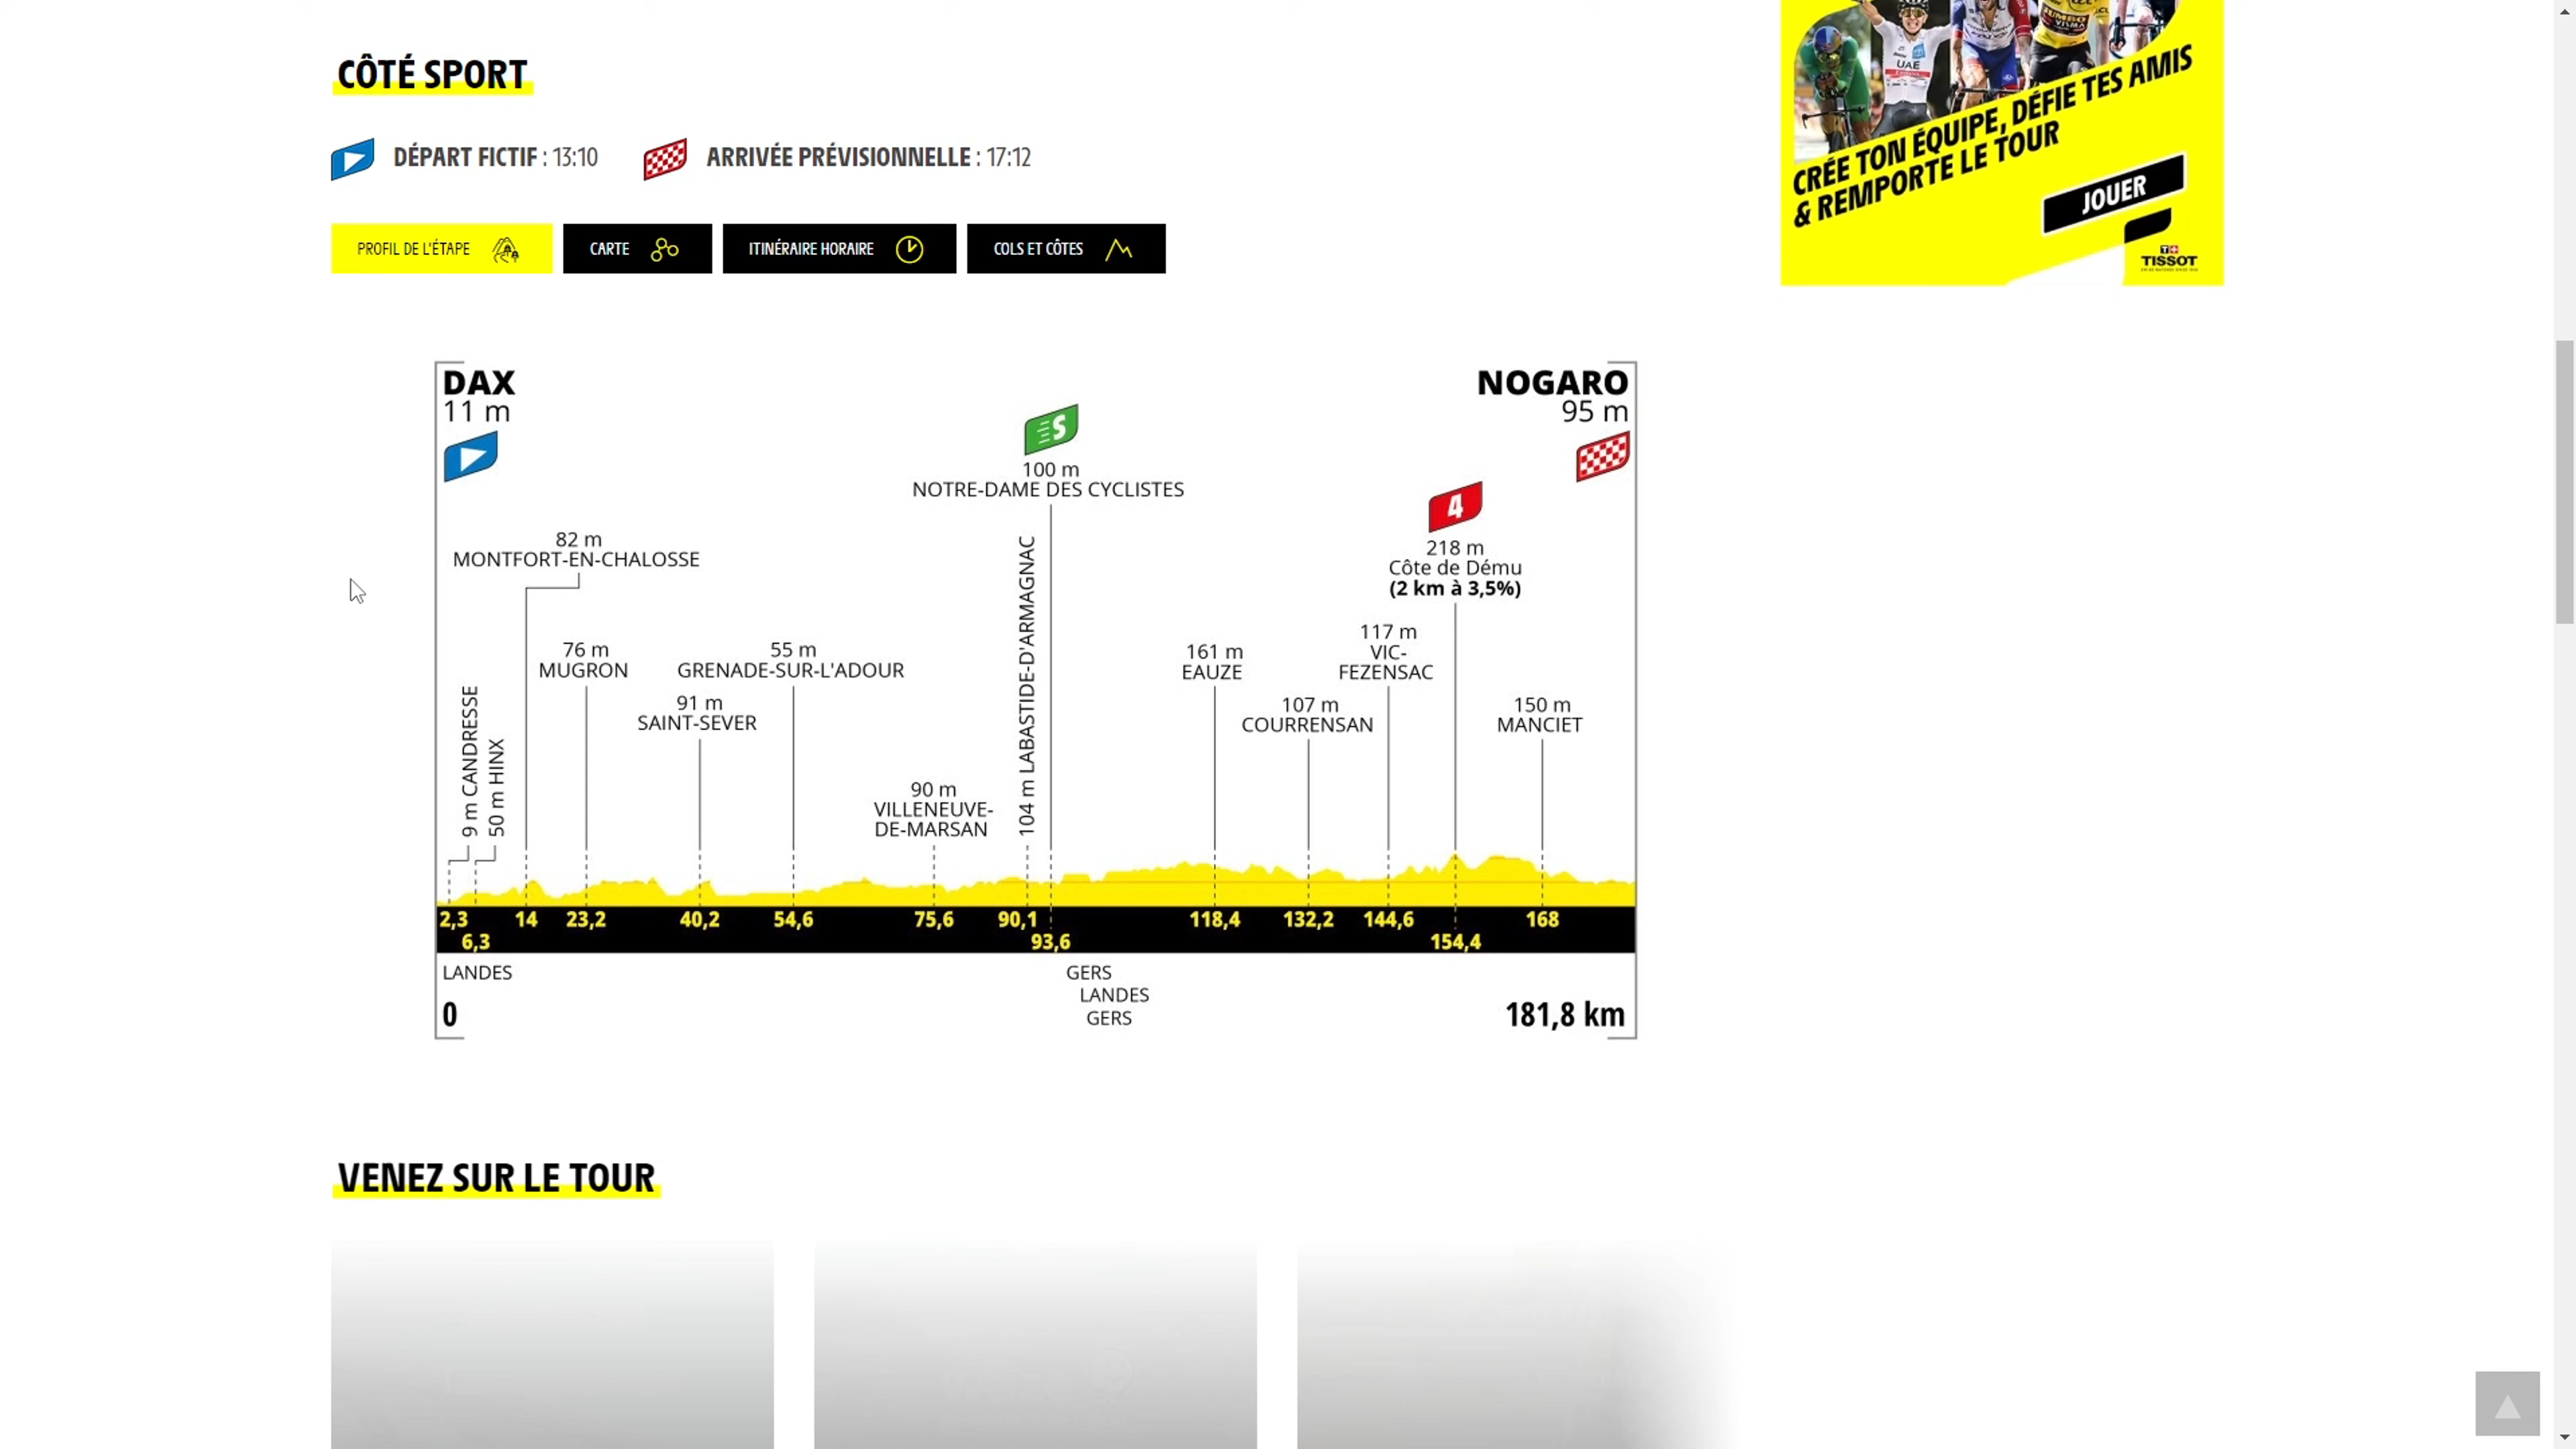 CÔTÉ SPORT
DÉPART FICTIF : 13:10
ARRIVÉE PRÉVISIONNELLE : 17:12
PROFIL DE L'ÉTAPE
CARTE
ITINÉRAIRE HORAIRE
COLS ET CÔTES
UAE
JUMBO
VISMA
CRÉE TON ÉQUIPE, DÉFIE TES AMIS
& REMPORTE LE TOUR
JOUER
TISSOT
DAX
11 m
NOGARO
95 m
S
100 m
NOTRE-DAME DES CYCLISTES
4
218 m
Côte de Dému
(2 km à 3,5%)
82 m
MONTFORT-EN-CHALOSSE
76 m
MUGRON
91 m
SAINT-SEVER
55 m
GRENADE-SUR-L'ADOUR
9 m CANDRESSE
50 m HINX
90 m
VILLENEUVE-
DE-MARSAN
104 m LABASTIDE-D'ARMAGNAC
161 m
EAUZE
107 m
COURRENSAN
117 m
VIC-
FEZENSAC
150 m
MANCIET
2,3
6,3
14
23,2
40,2
54,6
75,6
90,1
93,6
118,4
132,2
144,6
154,4
168
LANDES
GERS
LANDES
GERS
0
181,8 km
VENEZ SUR LE TOUR